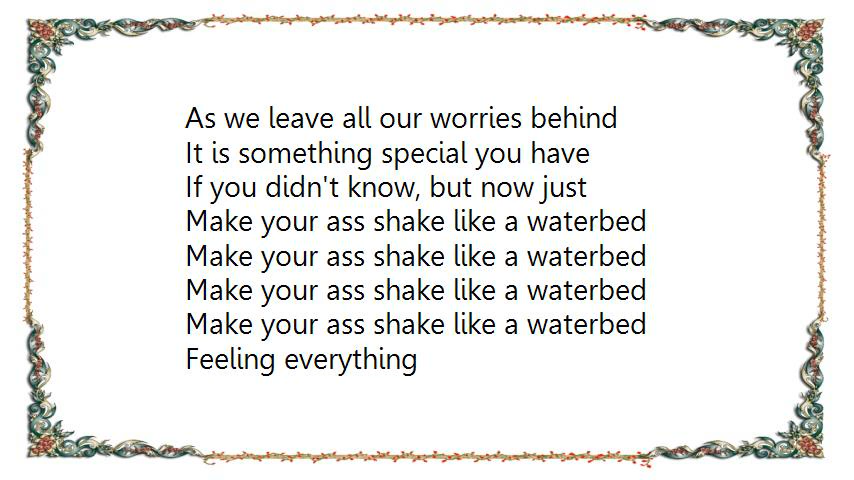 As we leave all our worries behind
It is something special you have
If you didn't know, but now just
Make your ass shake like a waterbed
Make your ass shake like a waterbed
Make your ass shake like a waterbed
Make your ass shake like a waterbed
Feeling everything